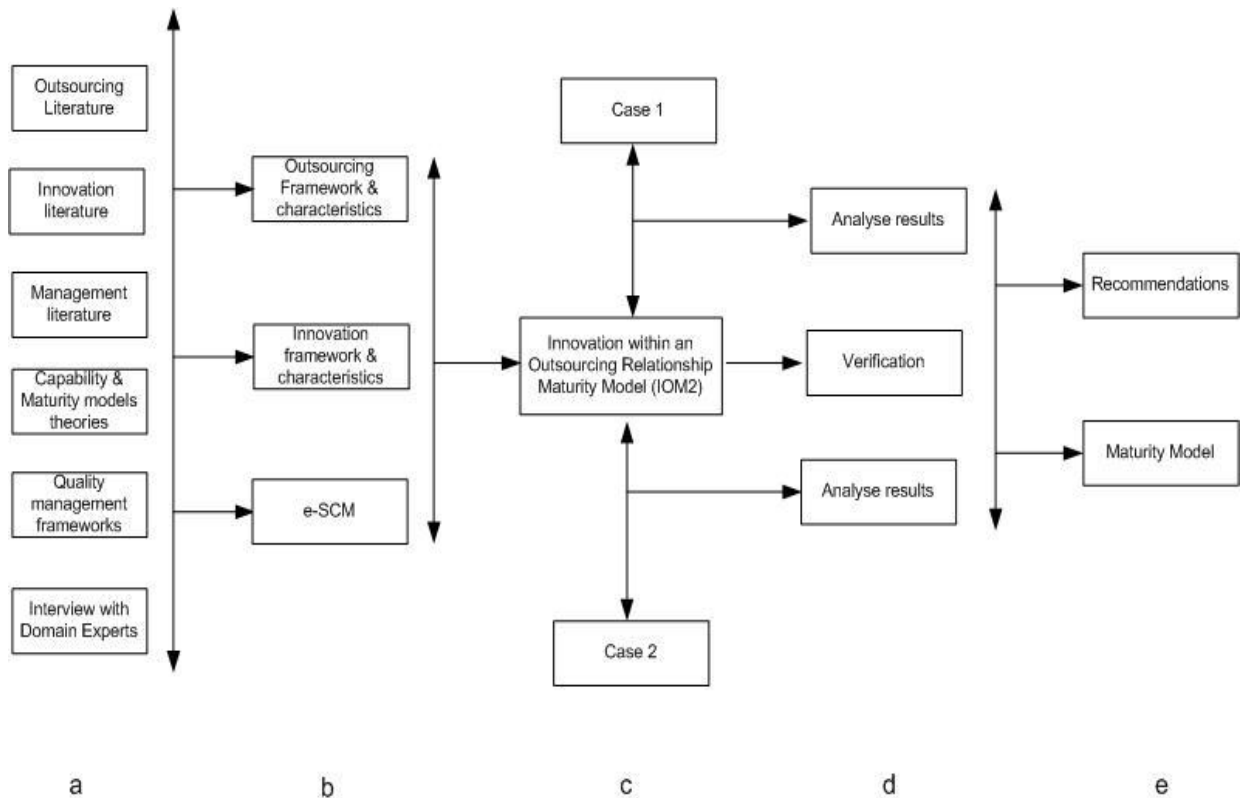 Outsourcing
Literature
Innovation
literature
Management
literature
Capability &
Maturity models
theories
Quality
management
frameworks
Interview with
Domain Experts
Outsourcing
Framework &
characteristics
Innovation
framework &
characteristics
e-SCM
Case 1
Innovation within an
Outsourcing Relationship
Maturity Model (IOM2)
Case 2
Analyse results
Verification
Analyse results
Recommendations
Maturity Model
a
b
c
d
e